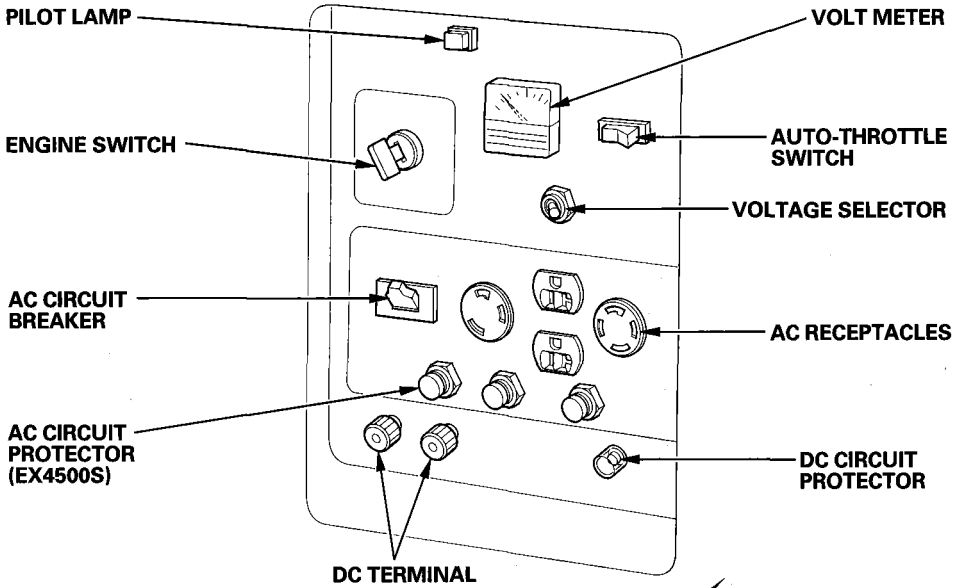 PILOT LAMP
VOLT METER
ENGINE SWITCH
AUTO-THROTTLE
SWITCH
VOLTAGE SELECTOR
AC CIRCUIT
BREAKER
AC RECEPTACLES
AC CIRCUIT
PROTECTOR
(EX4500S)
DC CIRCUIT
PROTECTOR
DC TERMINAL